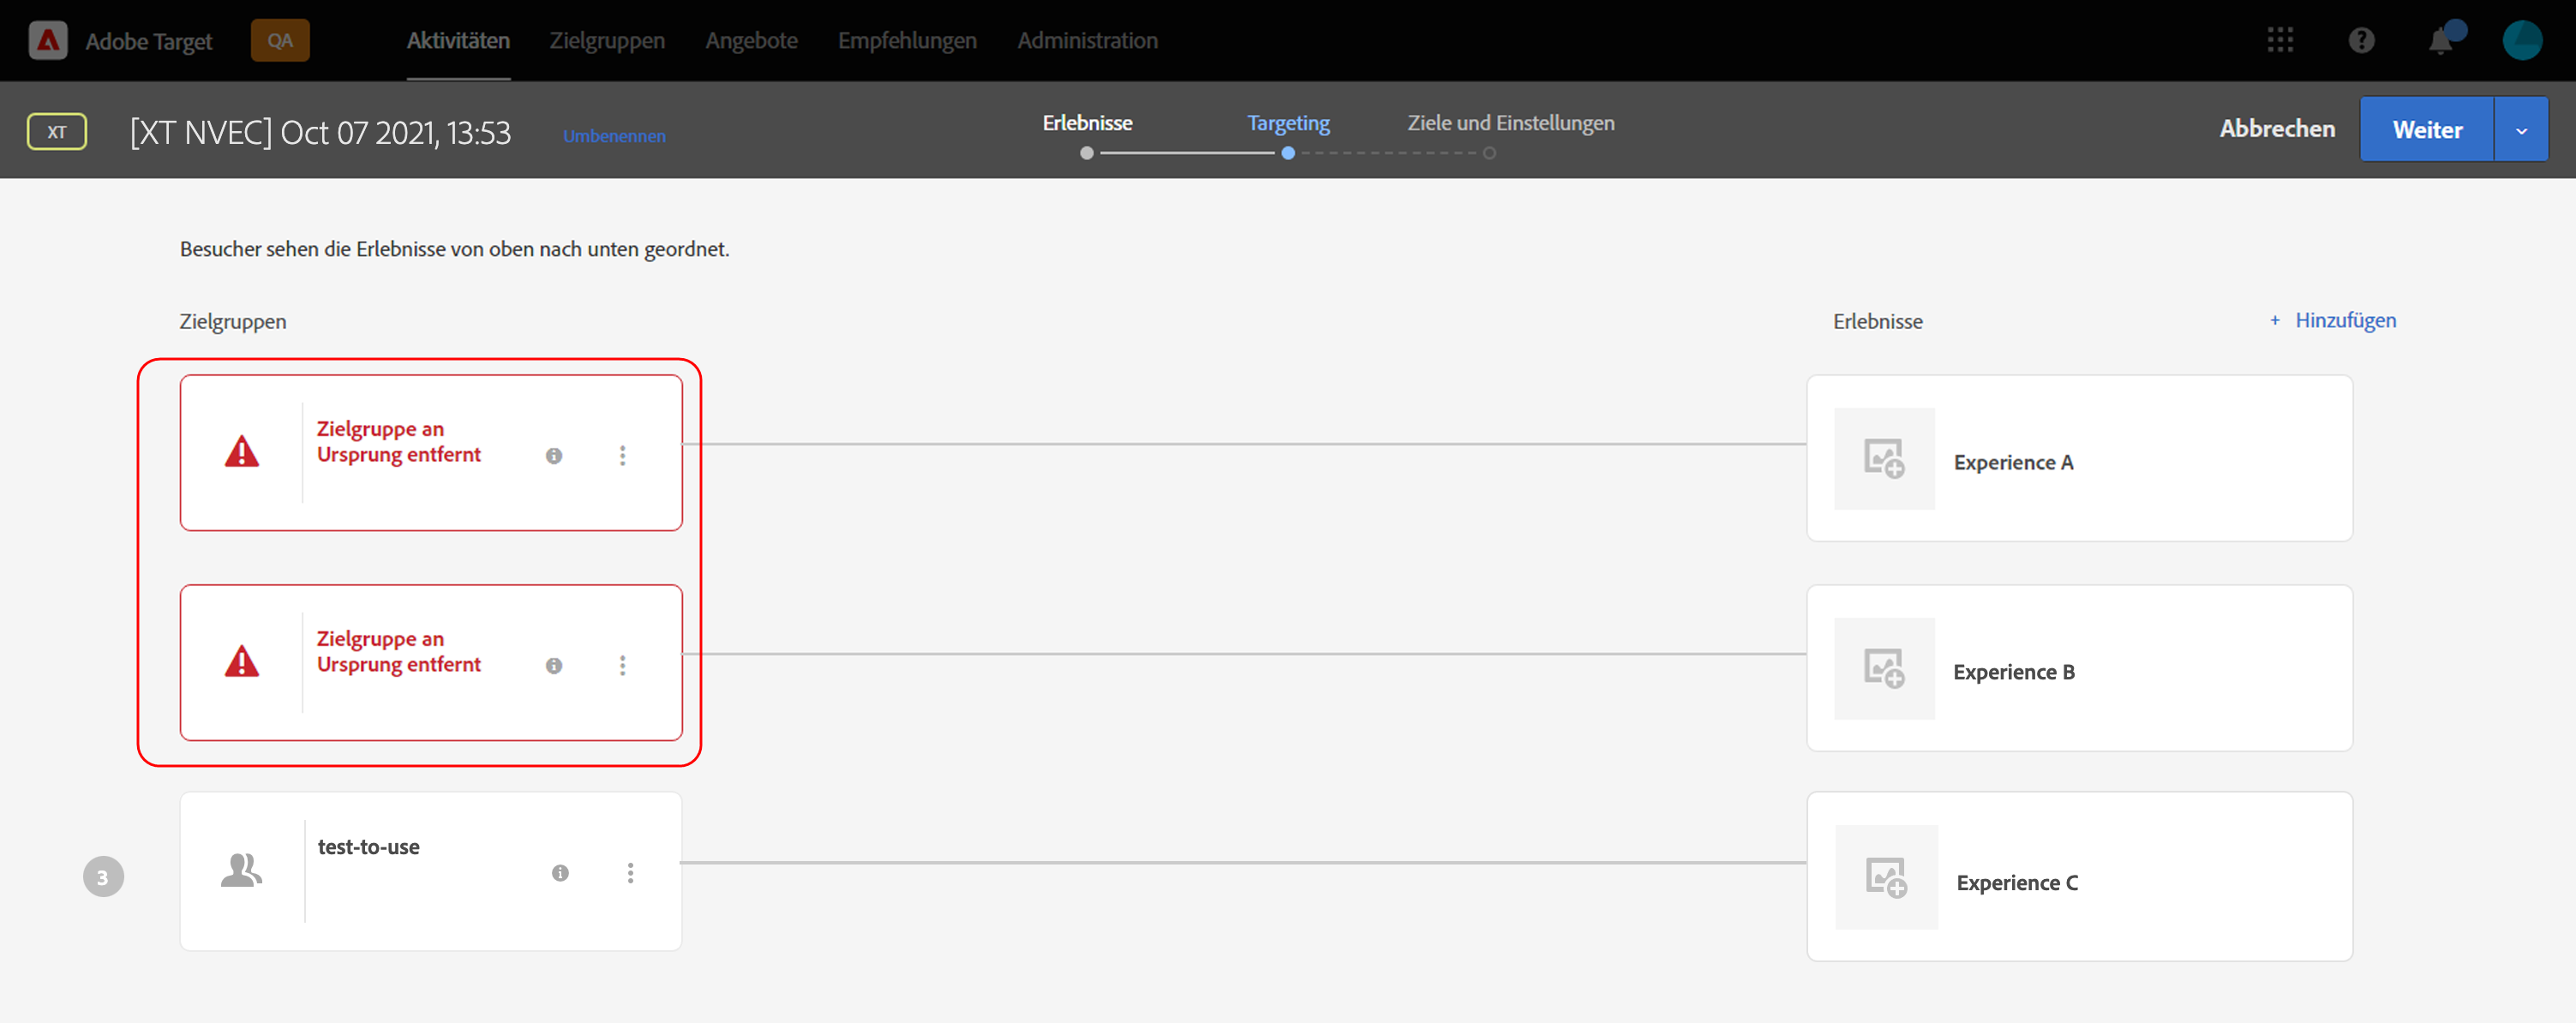 Adobe Target QA Aktivitäten Zielgruppen Angebote Empfehlungen Administration
XT [XT NVEC] Oct 07 2021, 13:53 Umbenennen Erlebnisse Targeting Ziele und Einstellungen Abbrechen Weiter
Besucher sehen die Erlebnisse von oben nach unten geordnet.
Zielgruppen Erlebnisse + Hinzufügen
Zielgruppe an
Ursprung entfernt
Experience A
Zielgruppe an
Ursprung entfernt
Experience B
3 test-to-use
Experience C